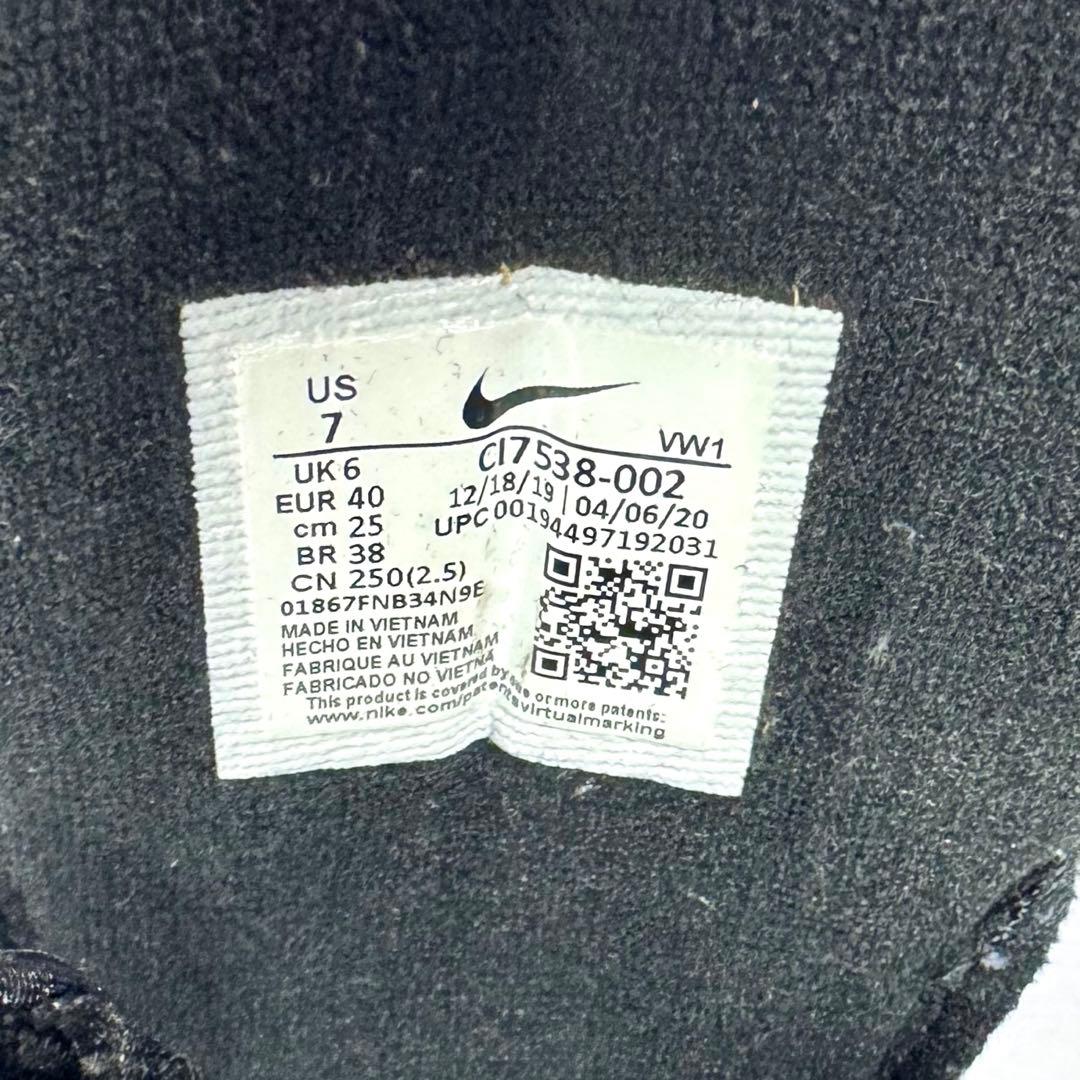 US
7
VW1
UK 6
EUR 40
cm 25
BR 38
CN 250(2.5)
CI7538-002
12/18/19 | 04/06/20
UPC 00194497192031
01867FNB34N9E
MADE IN VIETNAM
HECHO EN VIETNAM
FABRIQUE AU VIETNAM
FABRICADO NO VIETNA
This product is covered by one or more patents:
www.nike.com/patentsvirtualmarking